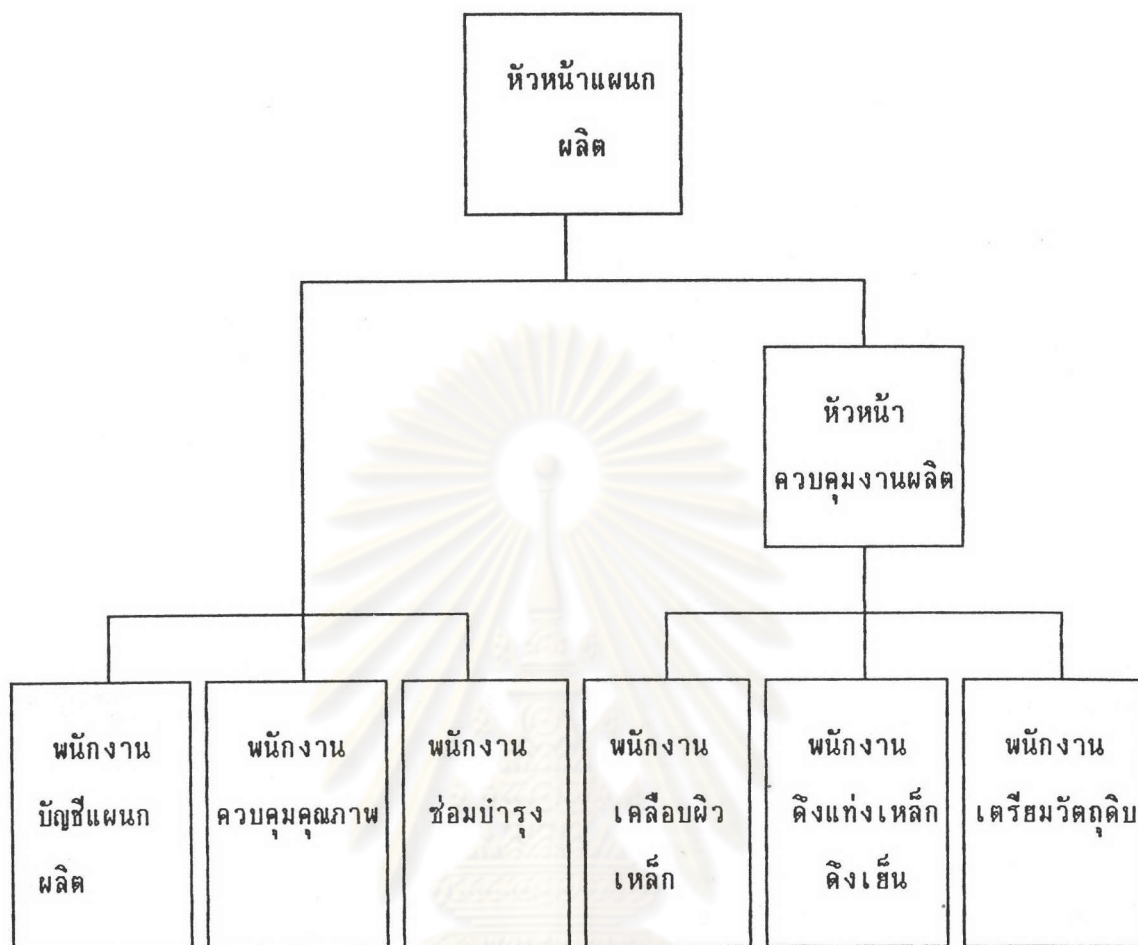 หัวหน้าแผนก
ผลิต
หัวหน้า
ควบคุมงานผลิต
พนักงาน
บัญชีแผนก
ผลิต
พนักงาน
ควบคุมคุณภาพ
พนักงาน
ซ่อมบำรุง
พนักงาน
เคลือบผิว
เหล็ก
พนักงาน
ดึงแท่งเหล็ก
ดึงเย็น
พนักงาน
เตรียมวัตถุดิบ